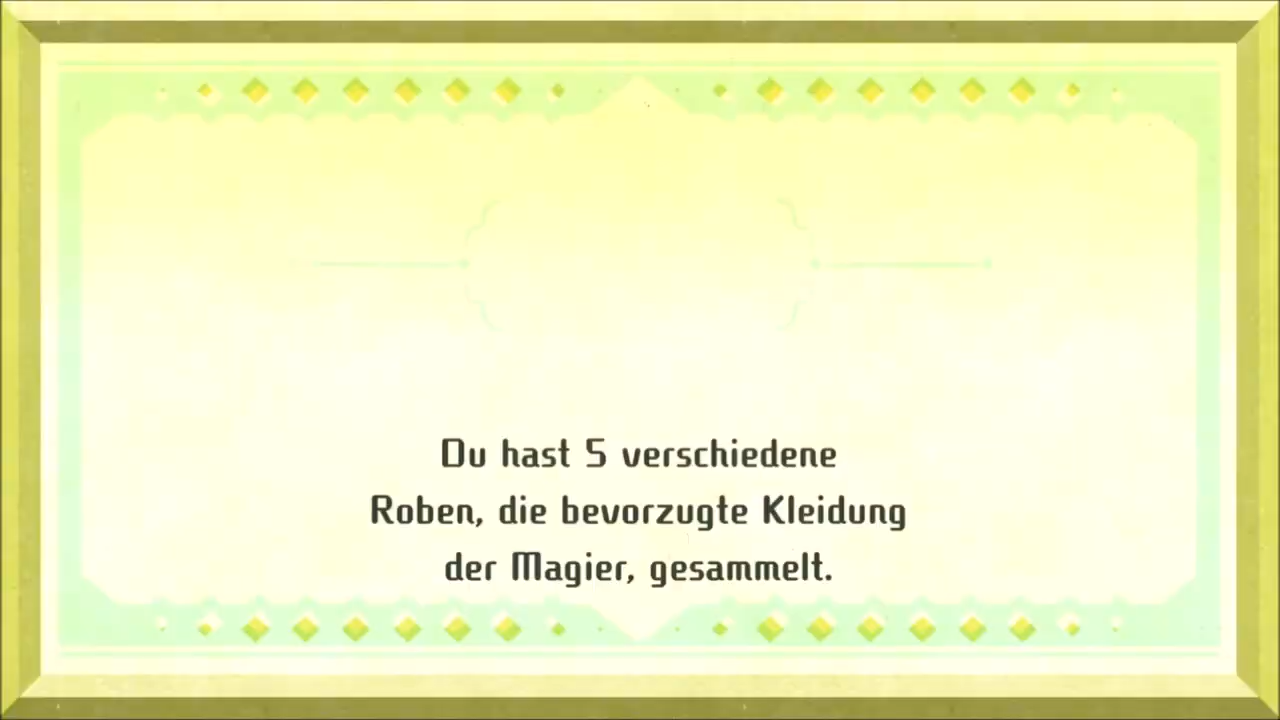 Du hast 5 verschiedene
Roben, die bevorzugte Kleidung
der Magier, gesammelt.